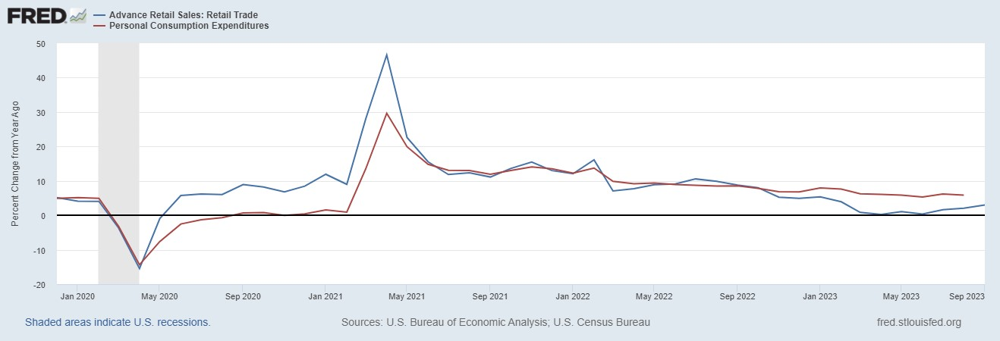 FRED
Advance Retail Sales: Retail Trade
Personal Consumption Expenditures
Percent Change from Year Ago
50
40
30
20
10
0
-10
-20
Jan 2020 May 2020 Sep 2020 Jan 2021 May 2021 Sep 2021 Jan 2022 May 2022 Sep 2022 Jan 2023 May 2023 Sep 2023
Shaded areas indicate U.S. recessions. Sources: U.S. Bureau of Economic Analysis; U.S. Census Bureau fred.stlouisfed.org